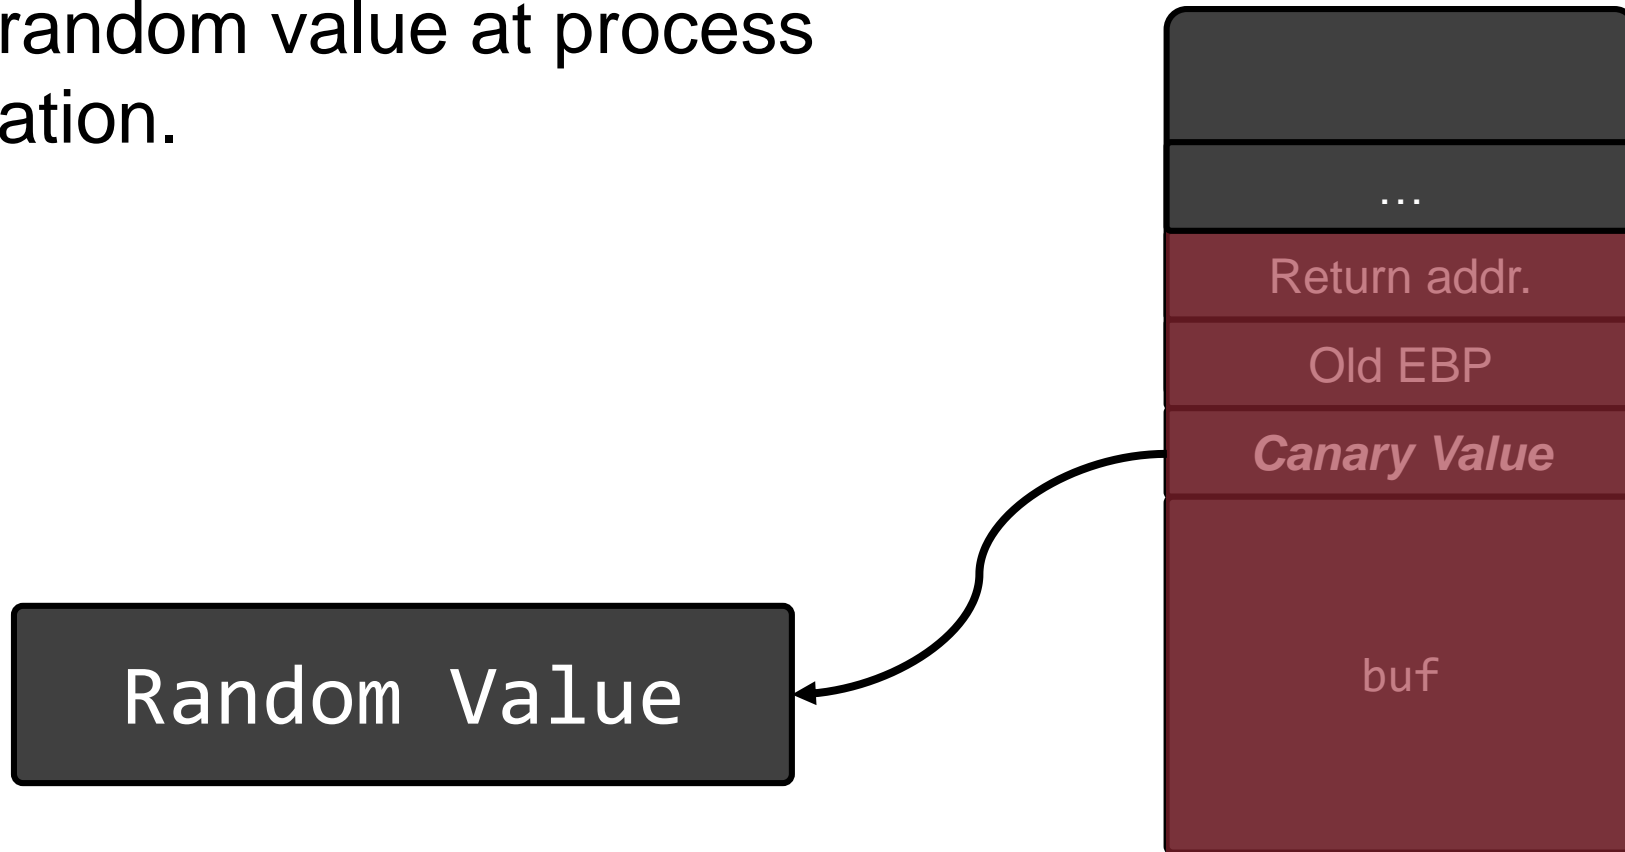 random value at process
ation.
…
Return addr.
Old EBP
Canary Value
buf
Random Value